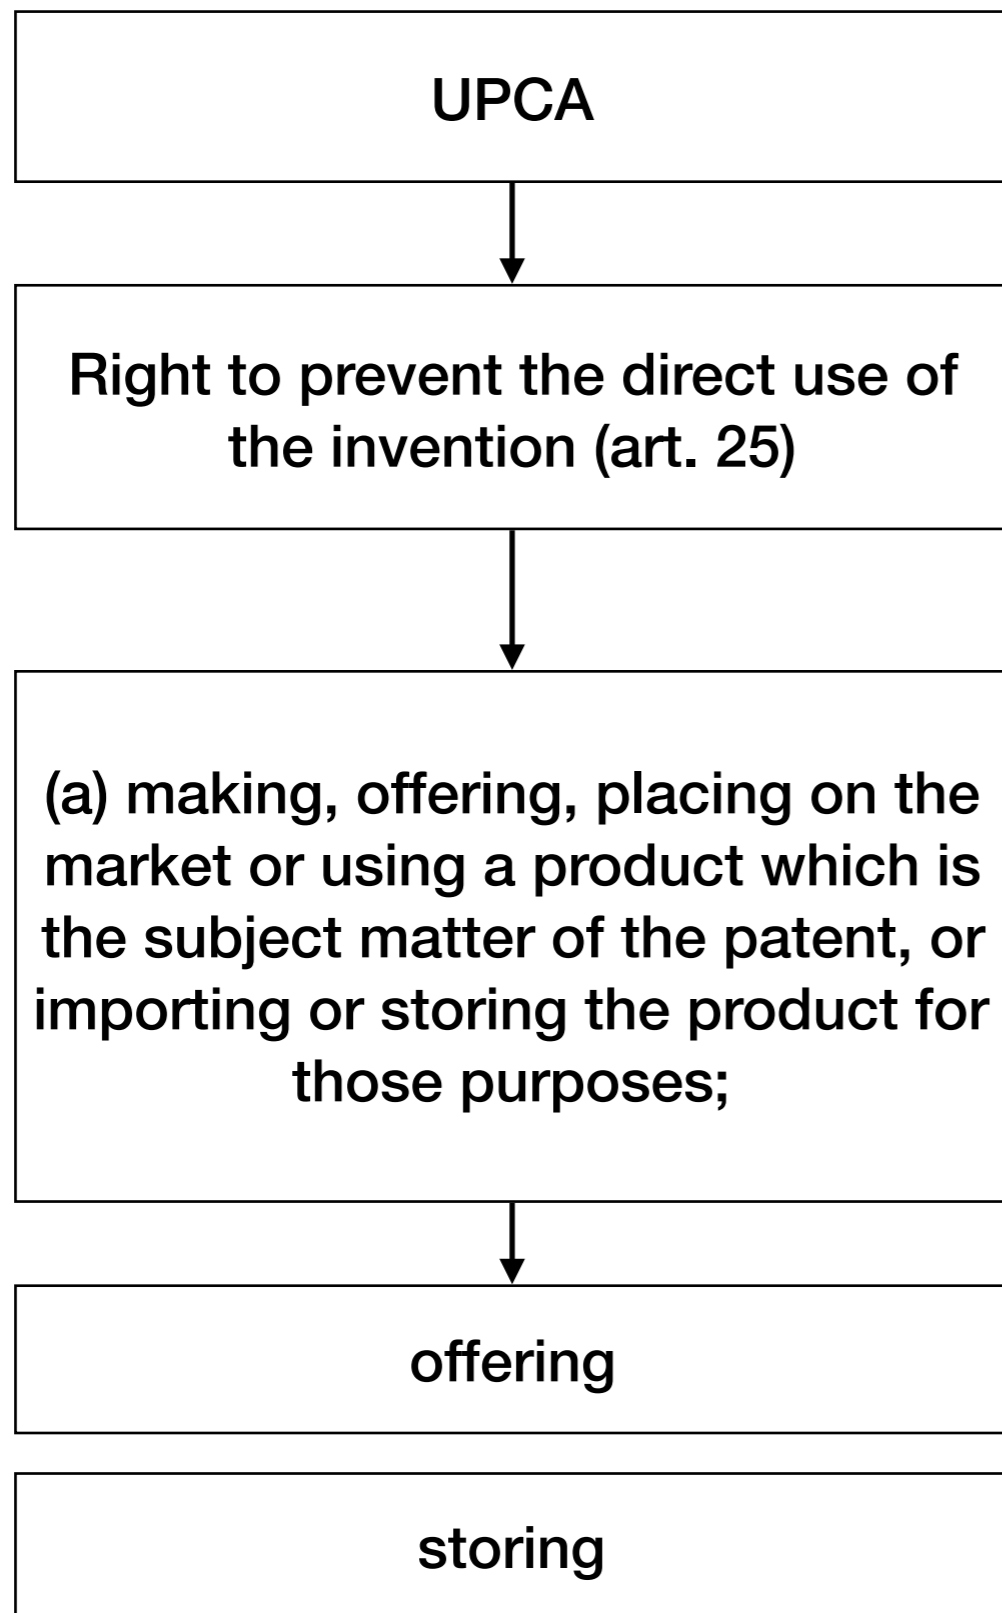 UPCA
Right to prevent the direct use of
the invention (art. 25)
(a) making, offering, placing on the
market or using a product which is
the subject matter of the patent, or
importing or storing the product for
those purposes;
offering
storing